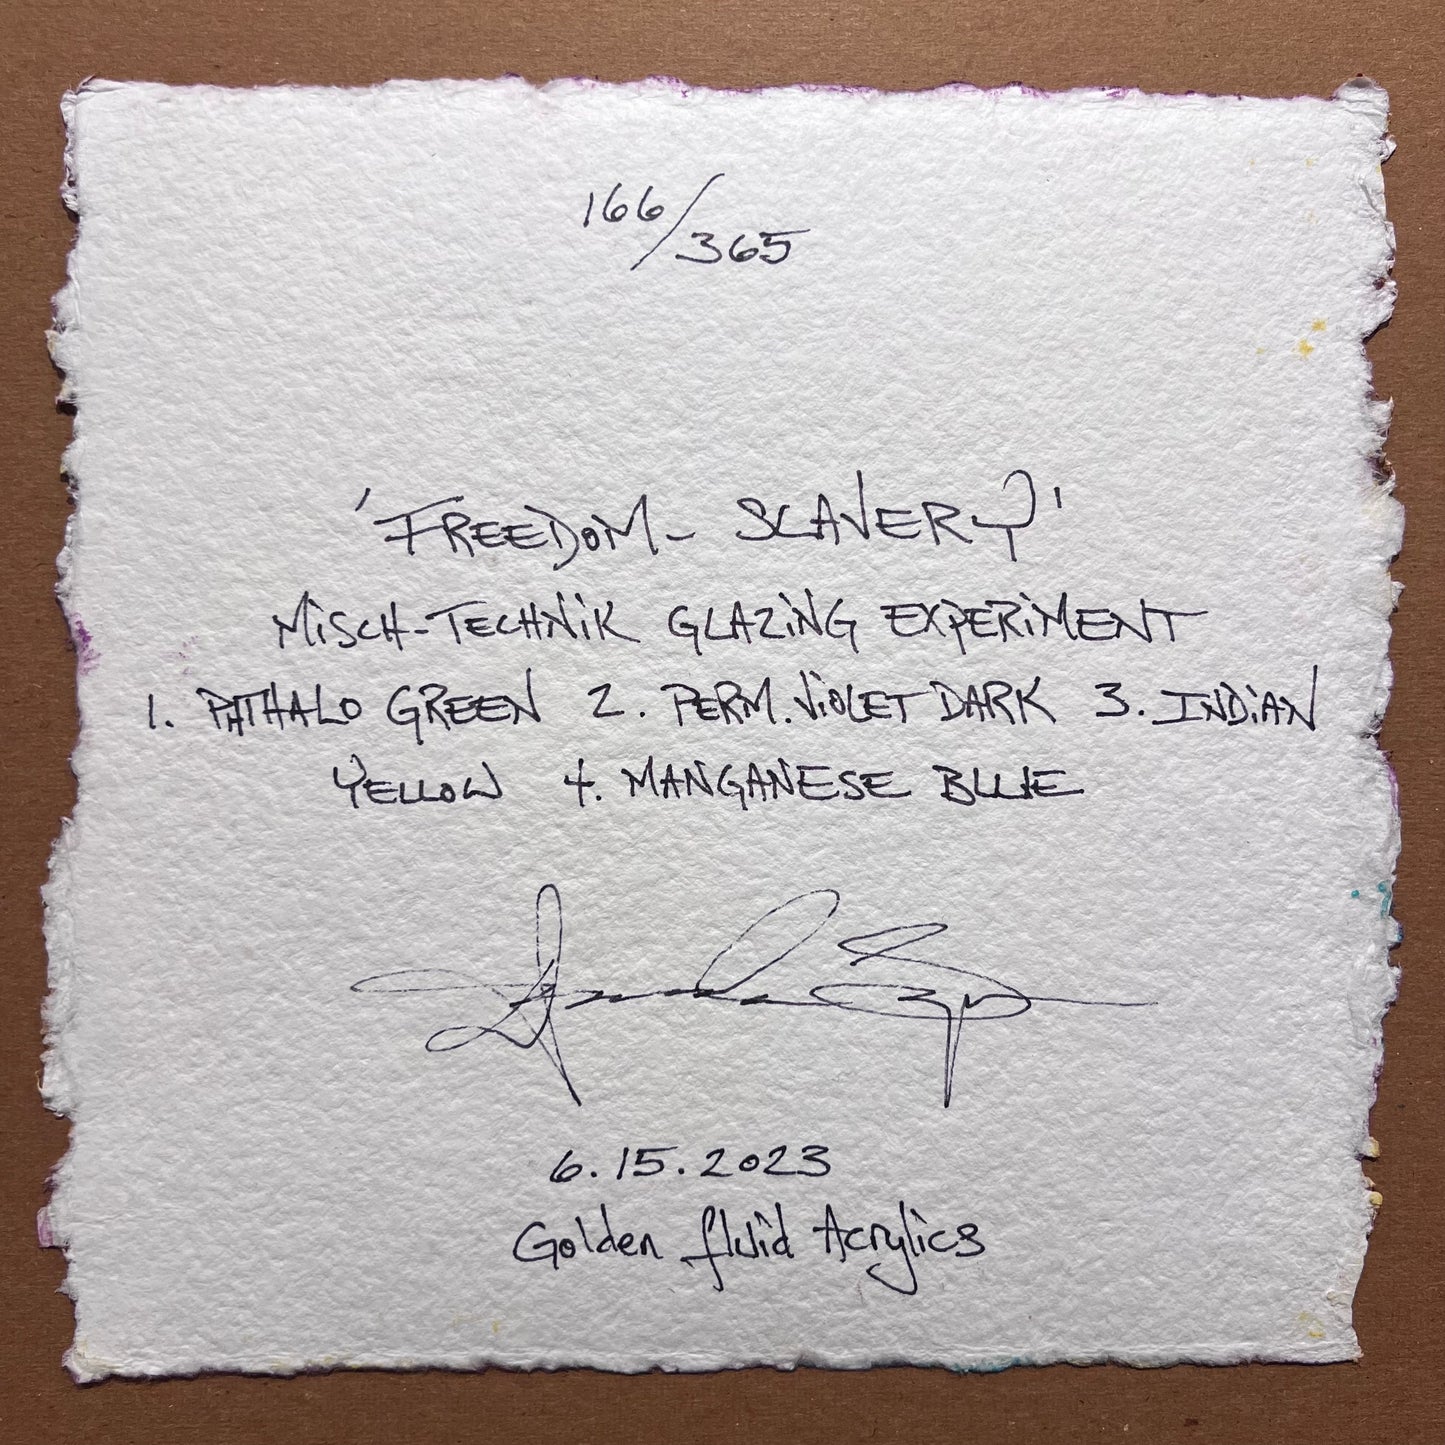 166/365
'FREEDOM - SLAVERY'
MISCH-TECHNIK GLAZING EXPERIMENT
1. PHTHALO GREEN 2. PERM. VIOLET DARK 3. INDIAN
YELLOW 4. MANGANESE BLUE
6.15.2023
Golden fluid Acrylics